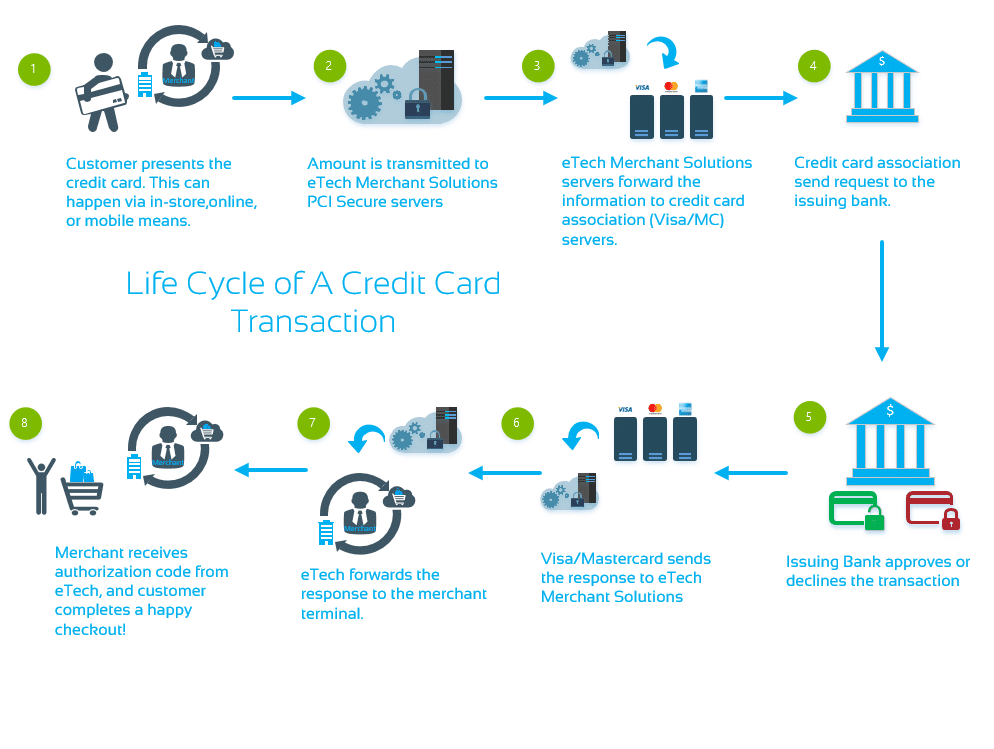 1
Merchant
Customer presents the
credit card. This can
happen via in-store,online,
or mobile means.
2
Amount is transmitted to
eTech Merchant Solutions
PCI Secure servers
3
VISA
eTech Merchant Solutions
servers forward the
information to credit card
association (Visa/MC)
servers.
4
$
Credit card association
send request to the
issuing bank.
Life Cycle of A Credit Card
Transaction
5
$
Issuing Bank approves or
declines the transaction
6
VISA
Visa/Mastercard sends
the response to eTech
Merchant Solutions
7
Merchant
eTech forwards the
response to the merchant
terminal.
8
Merchant
Merchant receives
authorization code from
eTech, and customer
completes a happy
checkout!